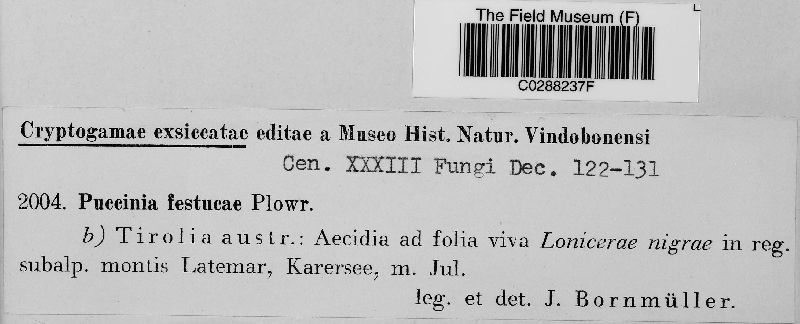 The Field Museum (F)
C0288237F
Cryptogamae exsiccatae editae a Museo Hist. Natur. Vindobonensi
Cen. XXXIII Fungi Dec. 122-131
2004. Puccinia festucae Plowr.
b) Tirolia austr.: Aecidia ad folia viva Lonicerae nigrae in reg.
subalp. montis Latemar, Karersee, m. Jul.
leg. et det. J. Bornmüller.